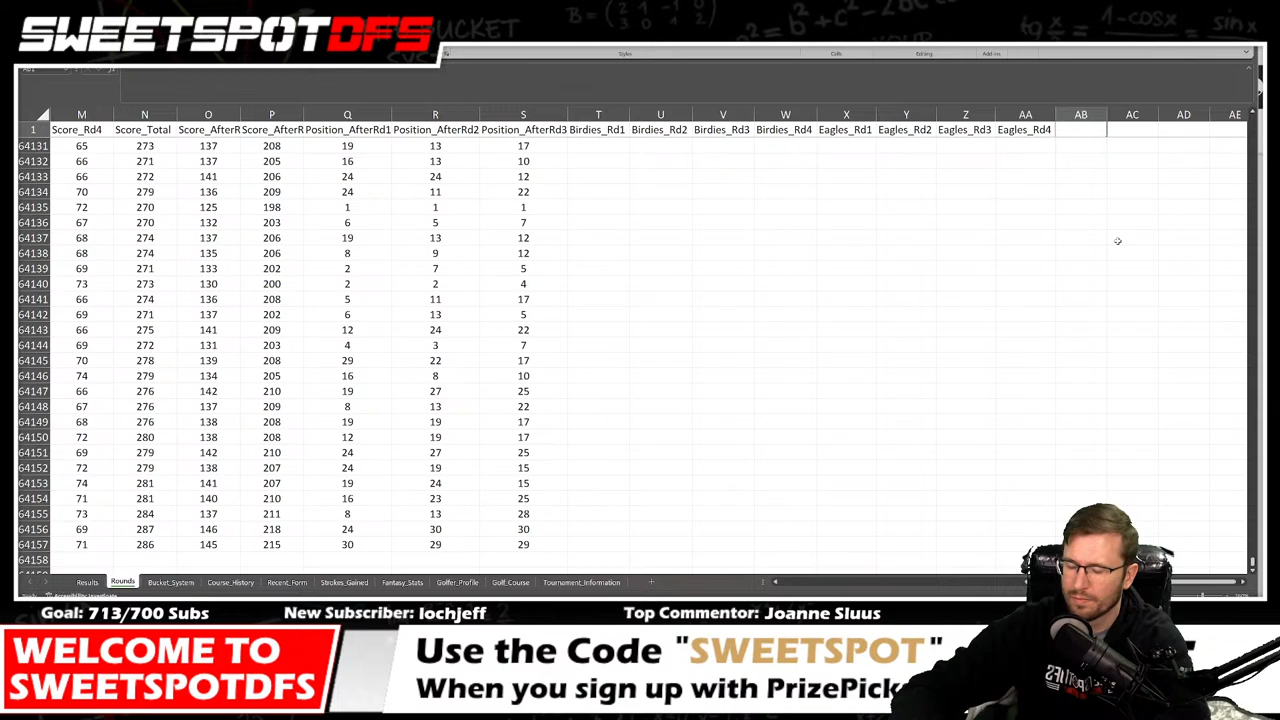 SWEETSPOTDFS
Styles Cells Editing Add-ins
M N O P Q R S T U V W X Y Z AA AB AC AD AE
1 Score_Rd4 Score_Total Score_AfterR Score_AfterR Position_AfterRd1 Position_AfterRd2 Position_AfterRd3 Birdies_Rd1 Birdies_Rd2 Birdies_Rd3 Birdies_Rd4 Eagles_Rd1 Eagles_Rd2 Eagles_Rd3 Eagles_Rd4
64131 65 273 137 208 19 13 17
64132 66 271 137 205 16 13 10
64133 66 272 141 206 24 24 12
64134 70 279 136 209 24 11 22
64135 72 270 125 198 1 1 1
64136 67 270 132 203 6 5 7
64137 68 274 137 206 19 13 12
64138 68 274 135 206 8 9 12
64139 69 271 133 202 2 7 5
64140 73 273 130 200 2 2 4
64141 66 274 136 208 5 11 17
64142 69 271 137 202 6 13 5
64143 66 275 141 209 12 24 22
64144 69 272 131 203 4 3 7
64145 70 278 139 208 29 22 17
64146 74 279 134 205 16 8 10
64147 66 276 142 210 19 27 25
64148 67 276 137 209 8 13 22
64149 68 276 138 208 19 19 17
64150 72 280 138 208 12 19 17
64151 69 279 142 210 24 27 25
64152 72 279 138 207 24 19 15
64153 74 281 141 207 19 24 15
64154 71 281 140 210 16 23 25
64155 73 284 137 211 8 13 28
64156 69 287 146 218 24 30 30
64157 71 286 145 215 30 29 29
64158
Results Rounds Bucket_System Course_History Recent_Form Strokes_Gained Fantasy_Stats Golfer_Profile Golf_Course Tournament_Information
Goal: 713/700 Subs New Subscriber: lochjeff Top Commentor: Joanne Sluus
WELCOME TO
SWEETSPOTDFS
Use the Code "SWEETSPOT"
When you sign up with PrizePick